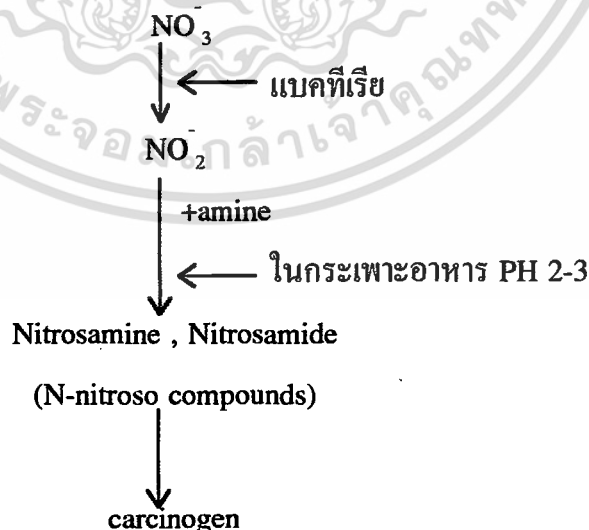 NO₃⁻
แบคทีเรีย
NO₂⁻
+amine
ในกระเพาะอาหาร PH 2-3
Nitrosamine , Nitrosamide
(N-nitroso compounds)
carcinogen